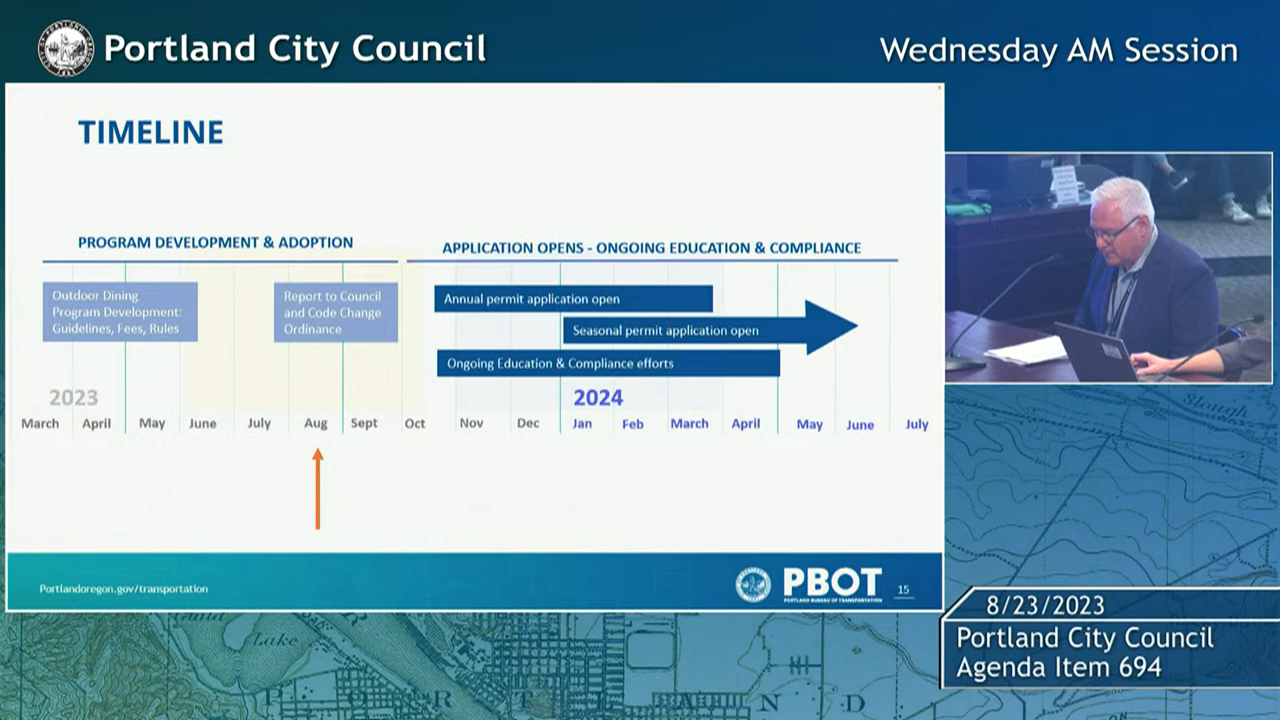 Portland City Council
Wednesday AM Session
TIMELINE
PROGRAM DEVELOPMENT & ADOPTION
APPLICATION OPENS - ONGOING EDUCATION & COMPLIANCE
Outdoor Dining
Program Development:
Guidelines, Fees, Rules
Report to Council
and Code Change
Ordinance
Annual permit application open
Seasonal permit application open
Ongoing Education & Compliance efforts
2023
2024
March April May June July Aug Sept Oct Nov Dec Jan Feb March April May June July
Portlandoregon.gov/transportation
PBOT
PORTLAND BUREAU OF TRANSPORTATION
15
8/23/2023
Portland City Council
Agenda Item 694
Slough
Guild
Lake
P O R T L A N D